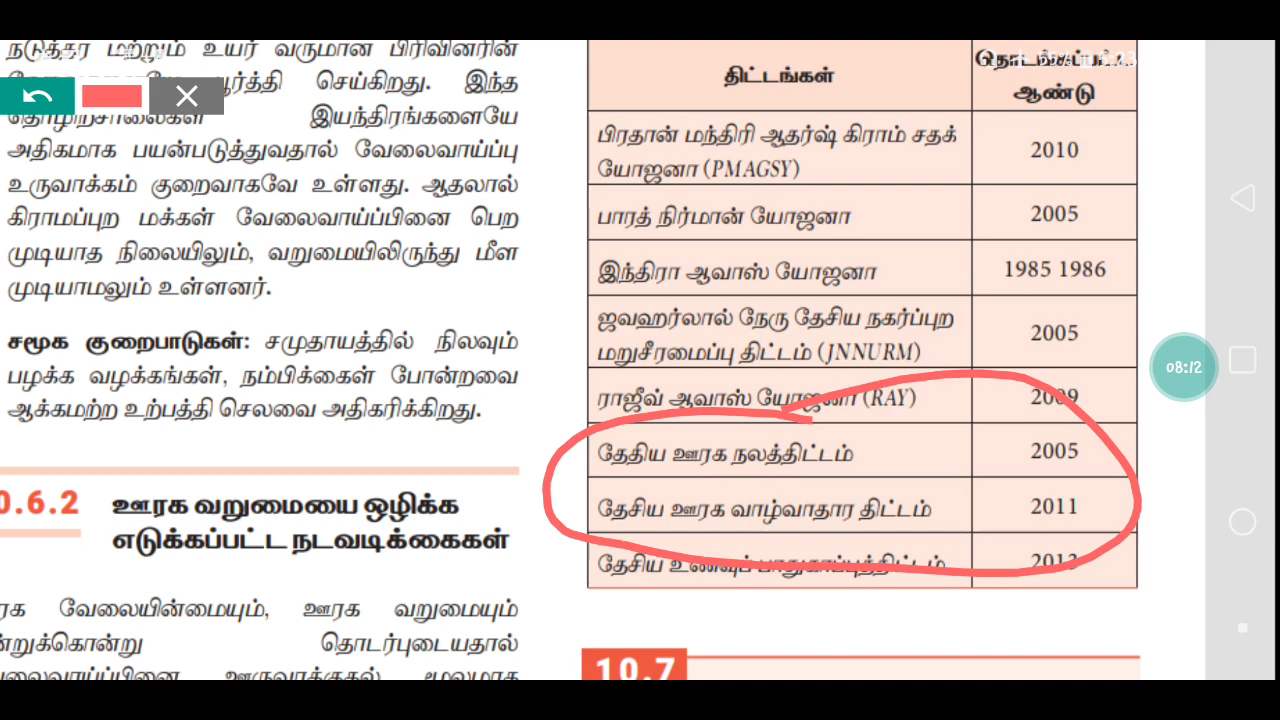 நடுத்தர மற்றும் உயர் வருமான பிரிவினரின்
செய்கிறது. இந்த
இயந்திரங்களையே
அதிகமாக பயன்படுத்துவதால் வேலைவாய்ப்பு
உருவாக்கம் குறைவாகவே உள்ளது. ஆதலால்
கிராமப்புற மக்கள் வேலைவாய்ப்பினை பெற
முடியாத நிலையிலும், வறுமையிலிருந்து மீள
முடியாமலும் உள்ளனர்.
சமூக குறைபாடுகள்: சமுதாயத்தில் நிலவும்
பழக்க வழக்கங்கள், நம்பிக்கைள் போன்றவை
ஆக்கமற்ற உற்பத்தி செலவை அதிகரிக்கிறது.
0.6.2 ஊரக வறுமையை ஒழிக்க
எடுக்கப்பட்ட நடவடிக்கைகள்
வேலையின்மையும், ஊரக வறுமையும்
தொடர்புடையதால்
திட்டங்கள்
ஆண்டு
பிரதான் மந்திரி ஆதர்ஷ் கிராம் சதக்
யோஜனா (PMAGSY) 2010
பாரத் நிர்மான் யோஜனா 2005
இந்திரா ஆவாஸ் யோஜனா 1985 1986
ஜவஹர்லால் நேரு தேசிய நகர்ப்புற
மறுசீரமைப்பு திட்டம் (JNNURM) 2005
ராஜீவ் ஆவாஸ் யோஜனா (RAY) 2009
தேதிய ஊரக நலத்திட்டம் 2005
தேசிய ஊரக வாழ்வாதார திட்டம் 2011
தேசிய உணவுப் பாதுகாப்புத்திட்டம் 2013
10.7
08:12